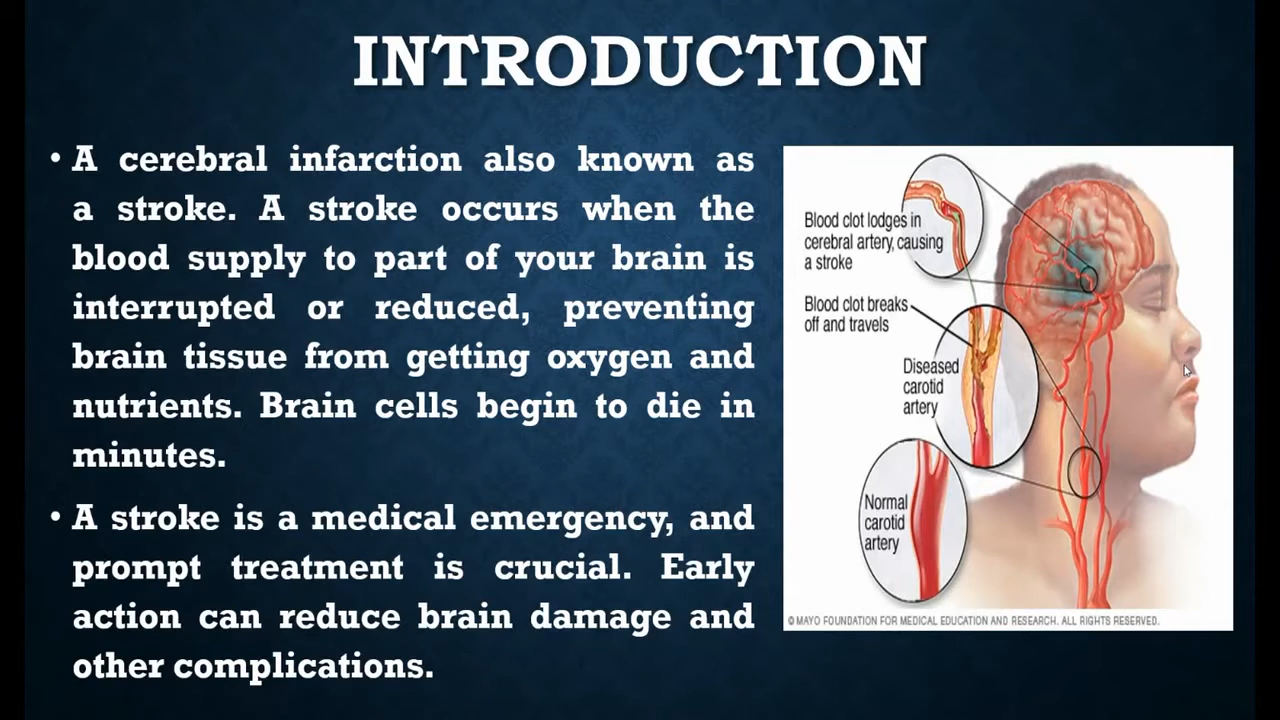 INTRODUCTION
• A cerebral infarction also known as
a stroke. A stroke occurs when the
blood supply to part of your brain is
interrupted or reduced, preventing
brain tissue from getting oxygen and
nutrients. Brain cells begin to die in
minutes.
• A stroke is a medical emergency, and
prompt treatment is crucial. Early
action can reduce brain damage and
other complications.
Blood clot lodges in
cerebral artery, causing
a stroke
Blood clot breaks
off and travels
Diseased
carotid
artery
Normal
carotid
artery
© MAYO FOUNDATION FOR MEDICAL EDUCATION AND RESEARCH. ALL RIGHTS RESERVED.